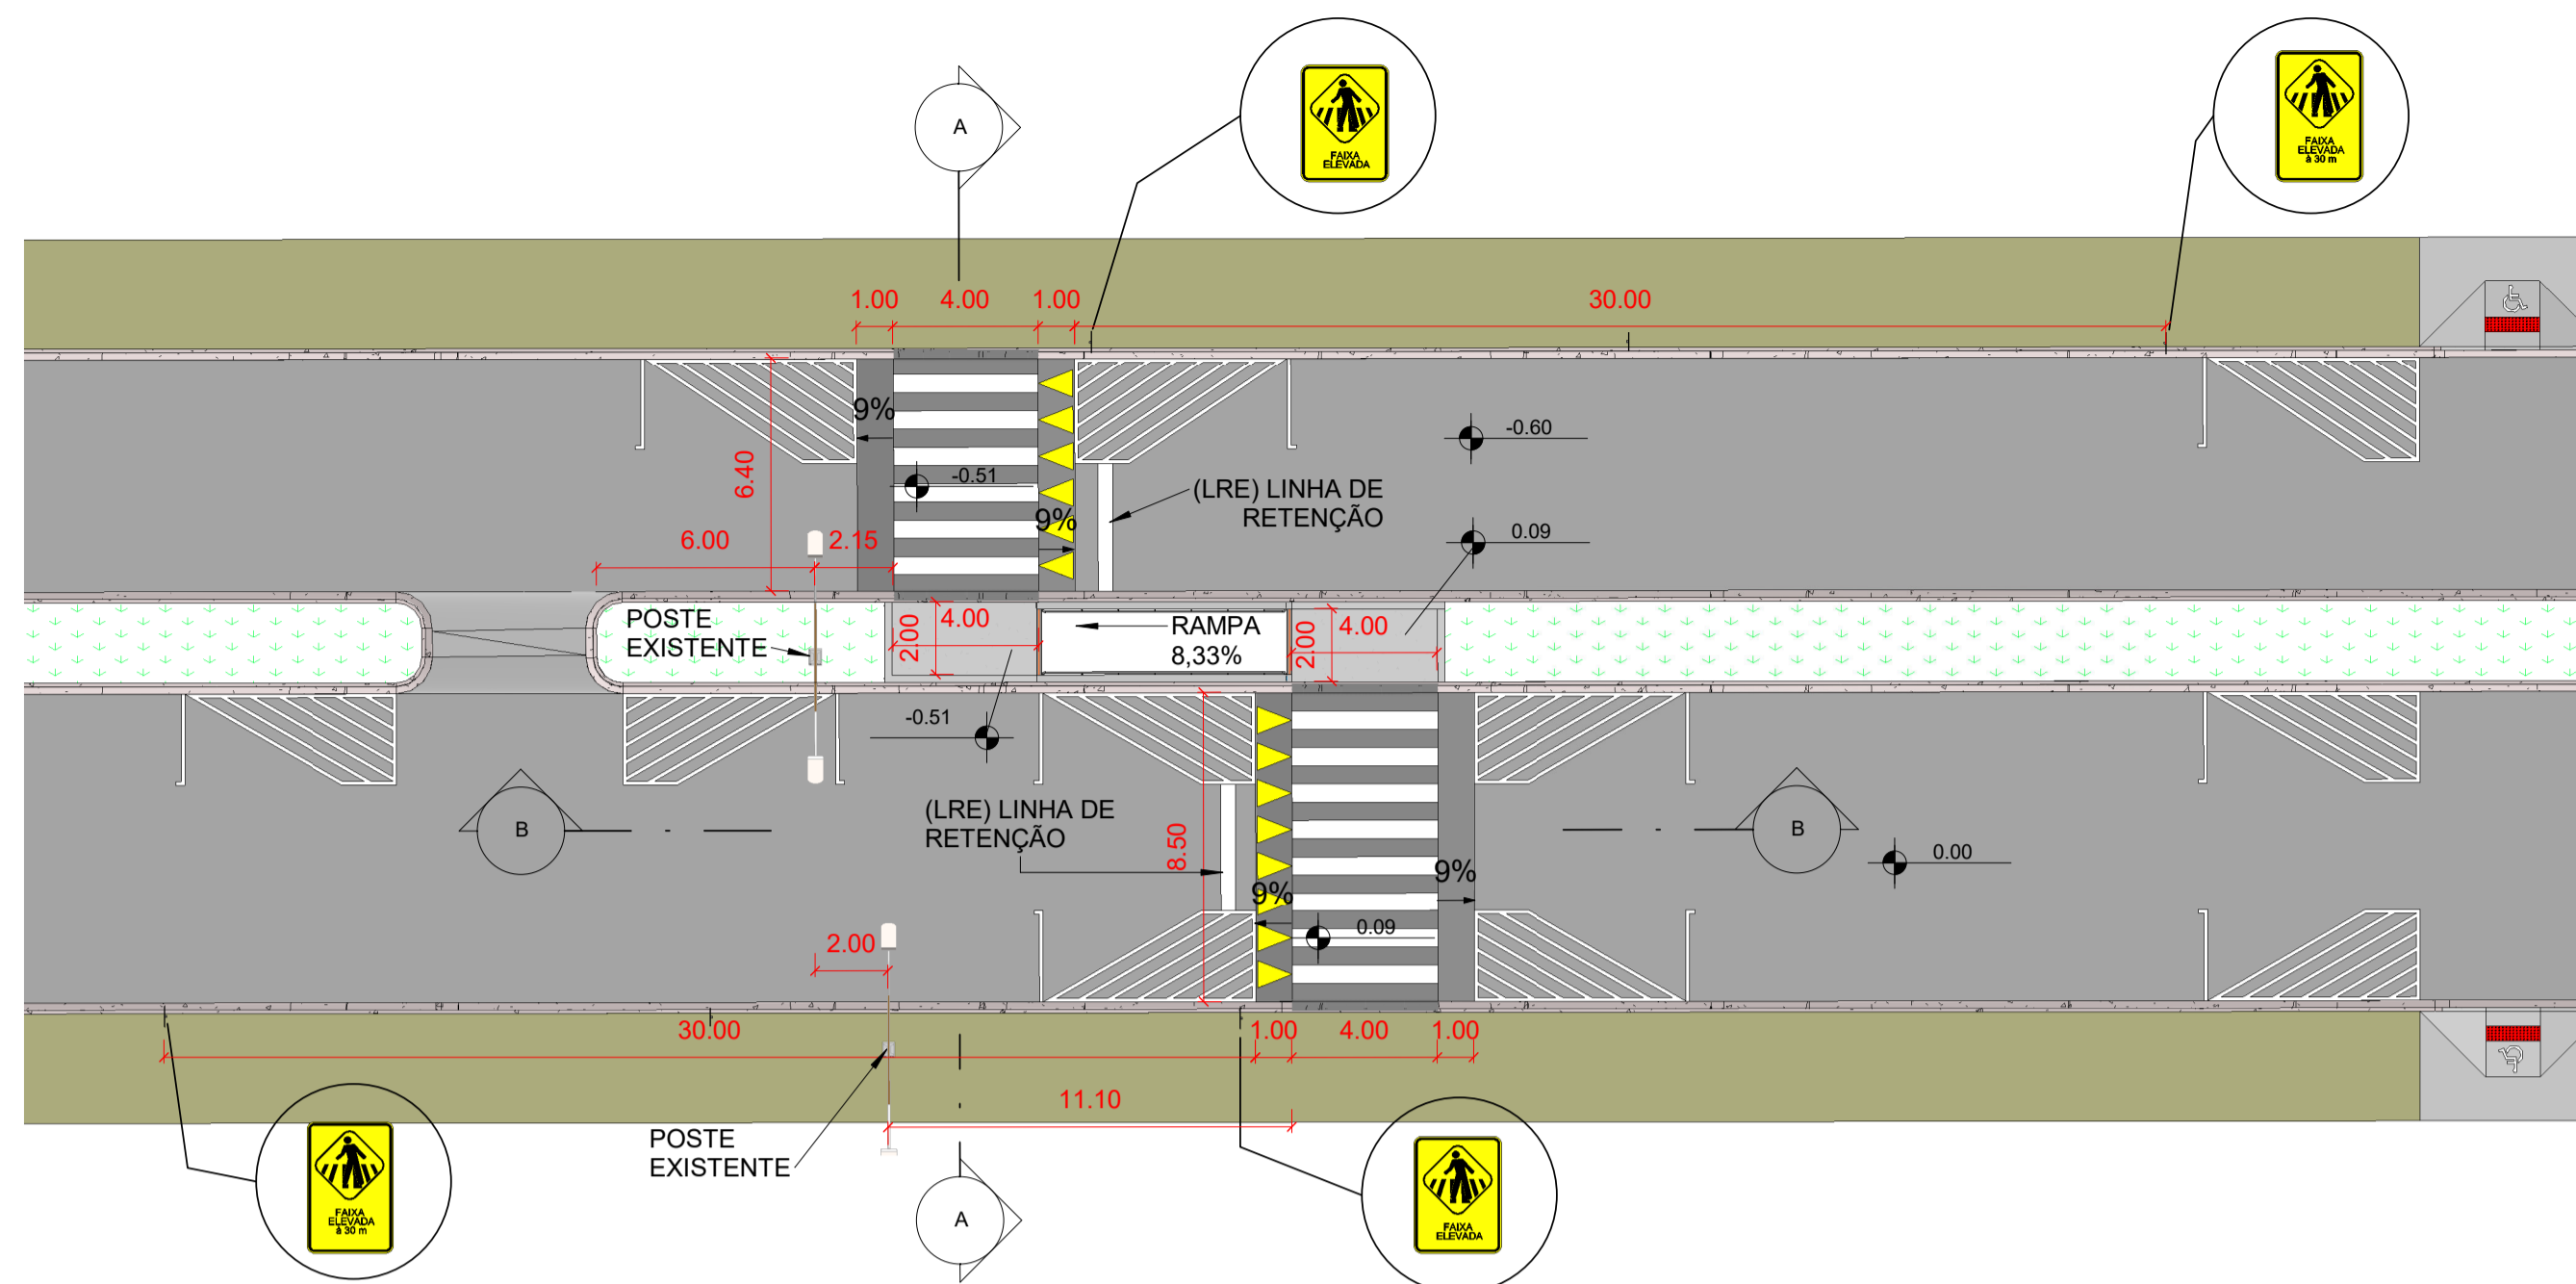 A
FAIXA
ELEVADA
FAIXA
ELEVADA
à 30 m
1.00
4.00
1.00
30.00
9%
-0.51
6.40
9%
-0.60
(LRE) LINHA DE
RETENÇÃO
0.09
6.00
2.15
POSTE
EXISTENTE
2.00
4.00
RAMPA
8,33%
2.00
4.00
-0.51
B
(LRE) LINHA DE
RETENÇÃO
8.50
9%
9%
0.09
B
0.00
2.00
30.00
1.00
4.00
1.00
11.10
POSTE
EXISTENTE
FAIXA
ELEVADA
à 30 m
A
FAIXA
ELEVADA